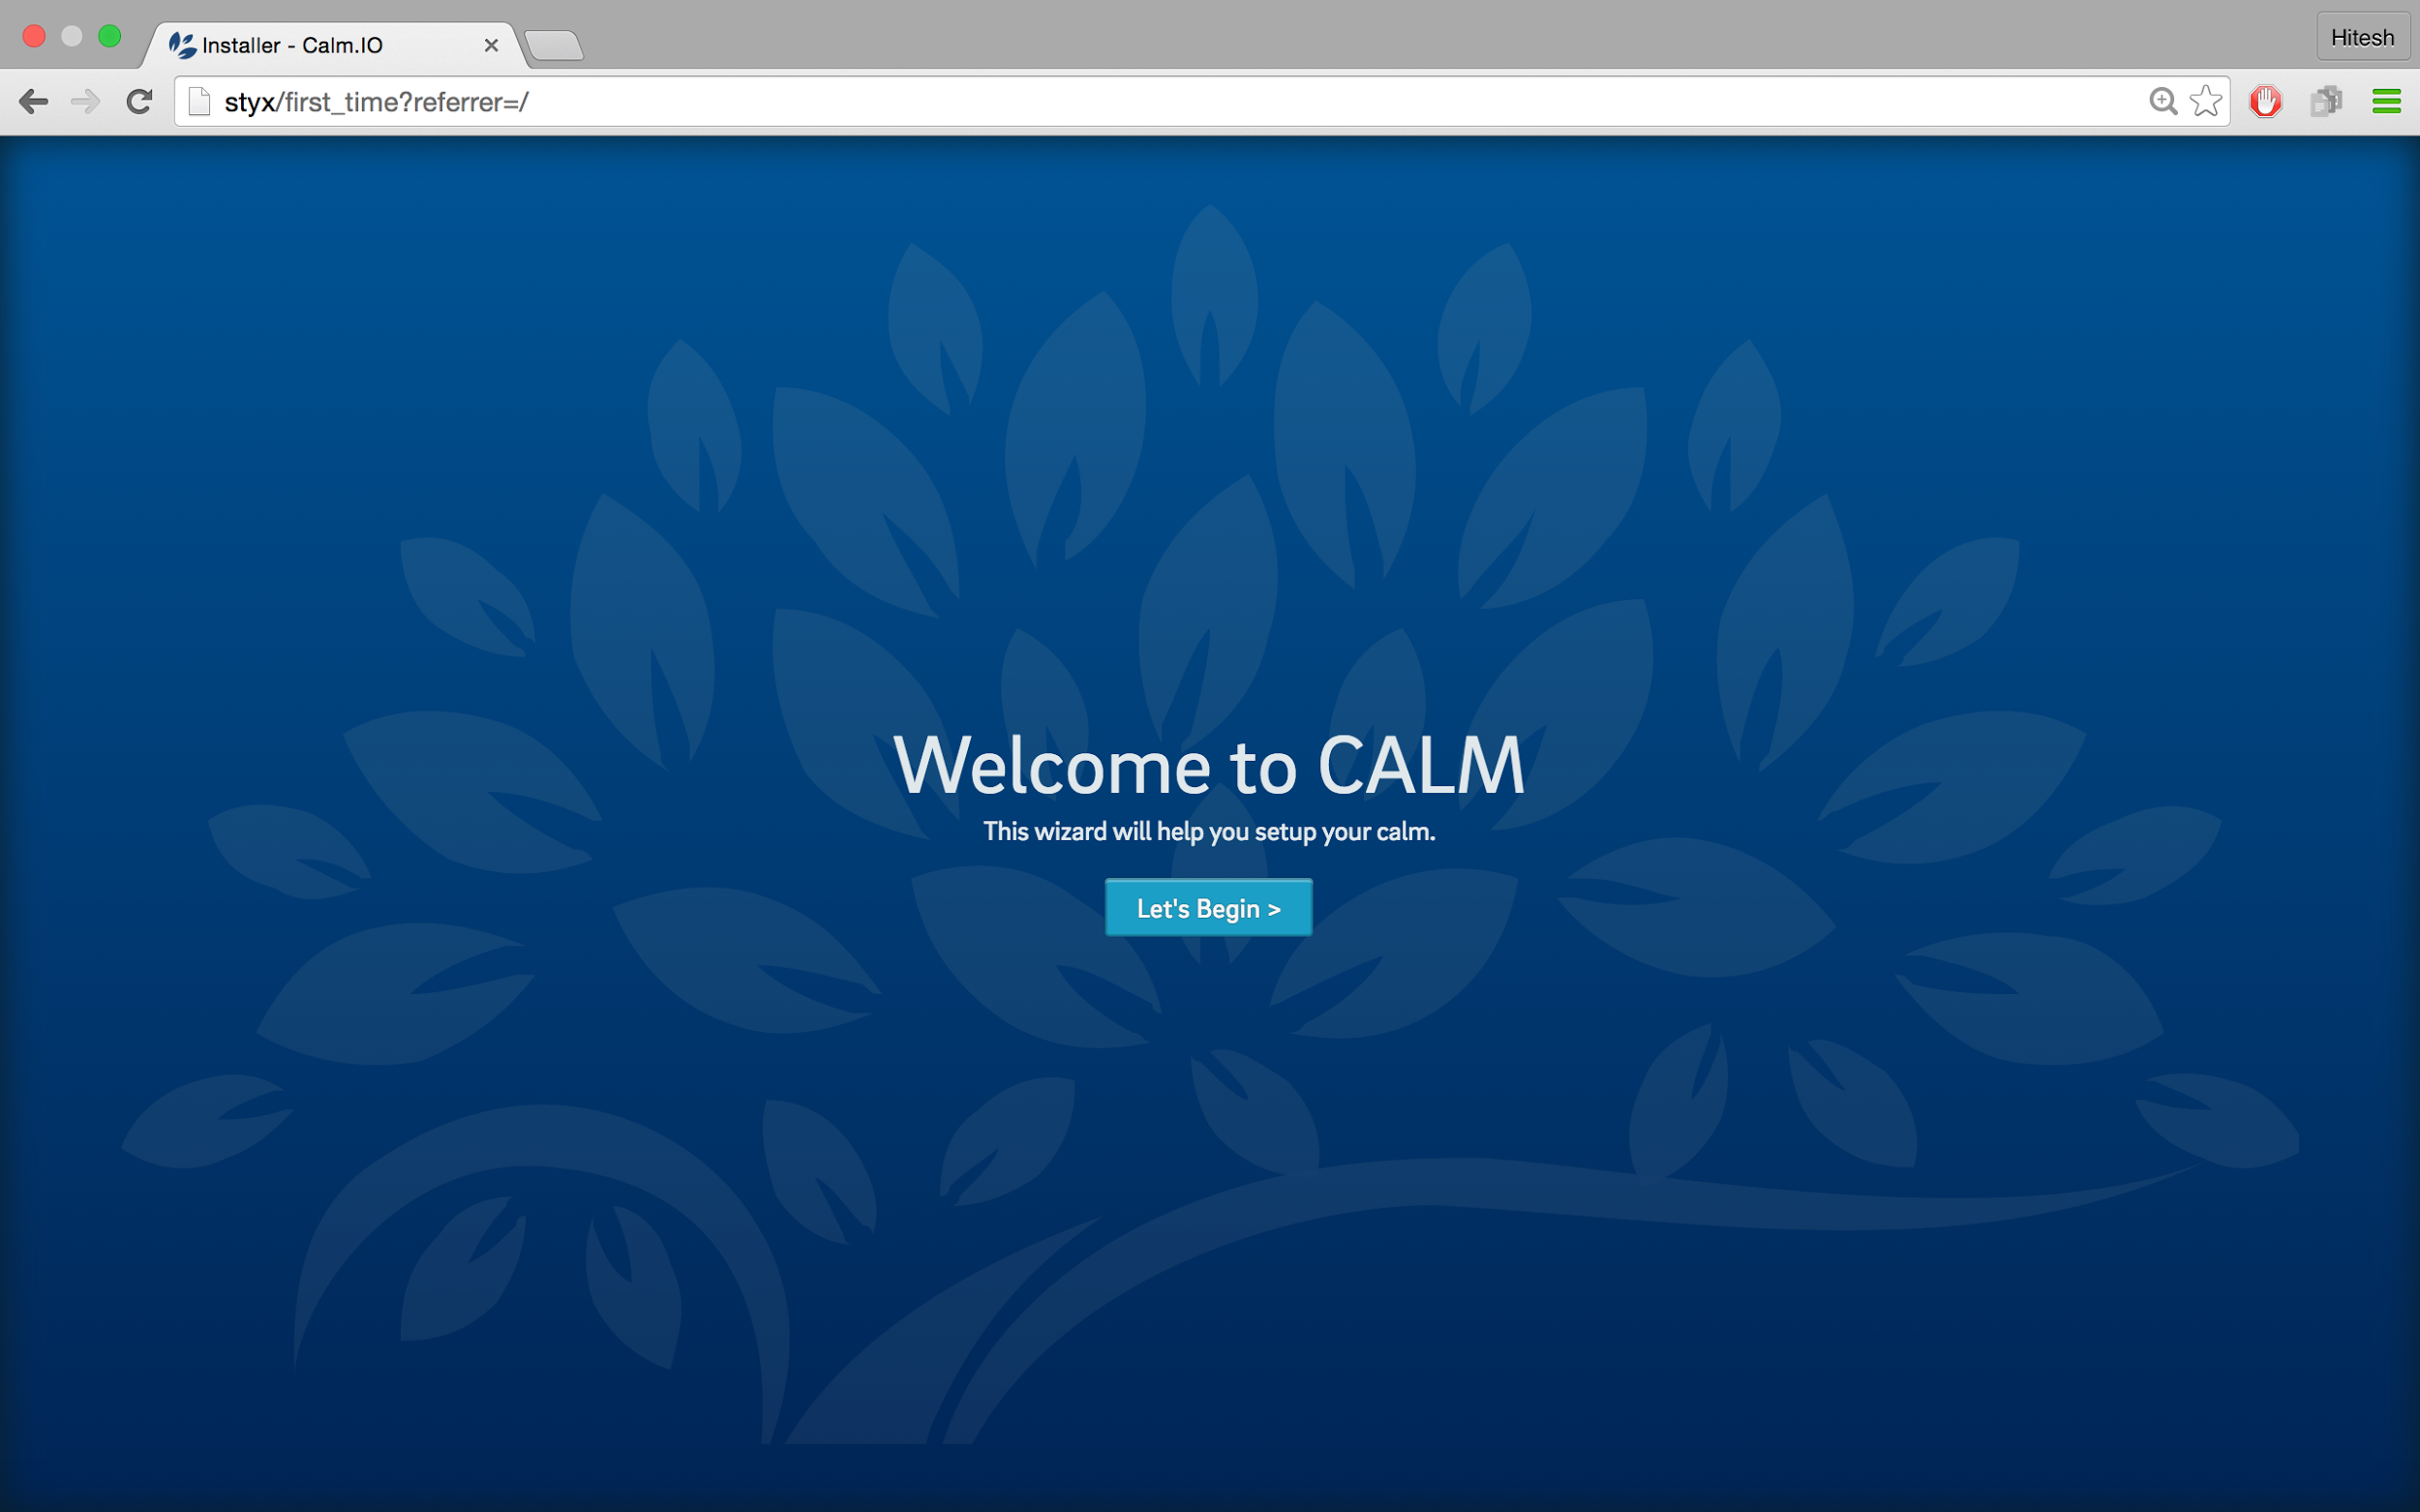 Installer - Calm.IO
Hitesh
styx/first_time?referrer=/
Welcome to CALM
This wizard will help you setup your calm.
Let's Begin >